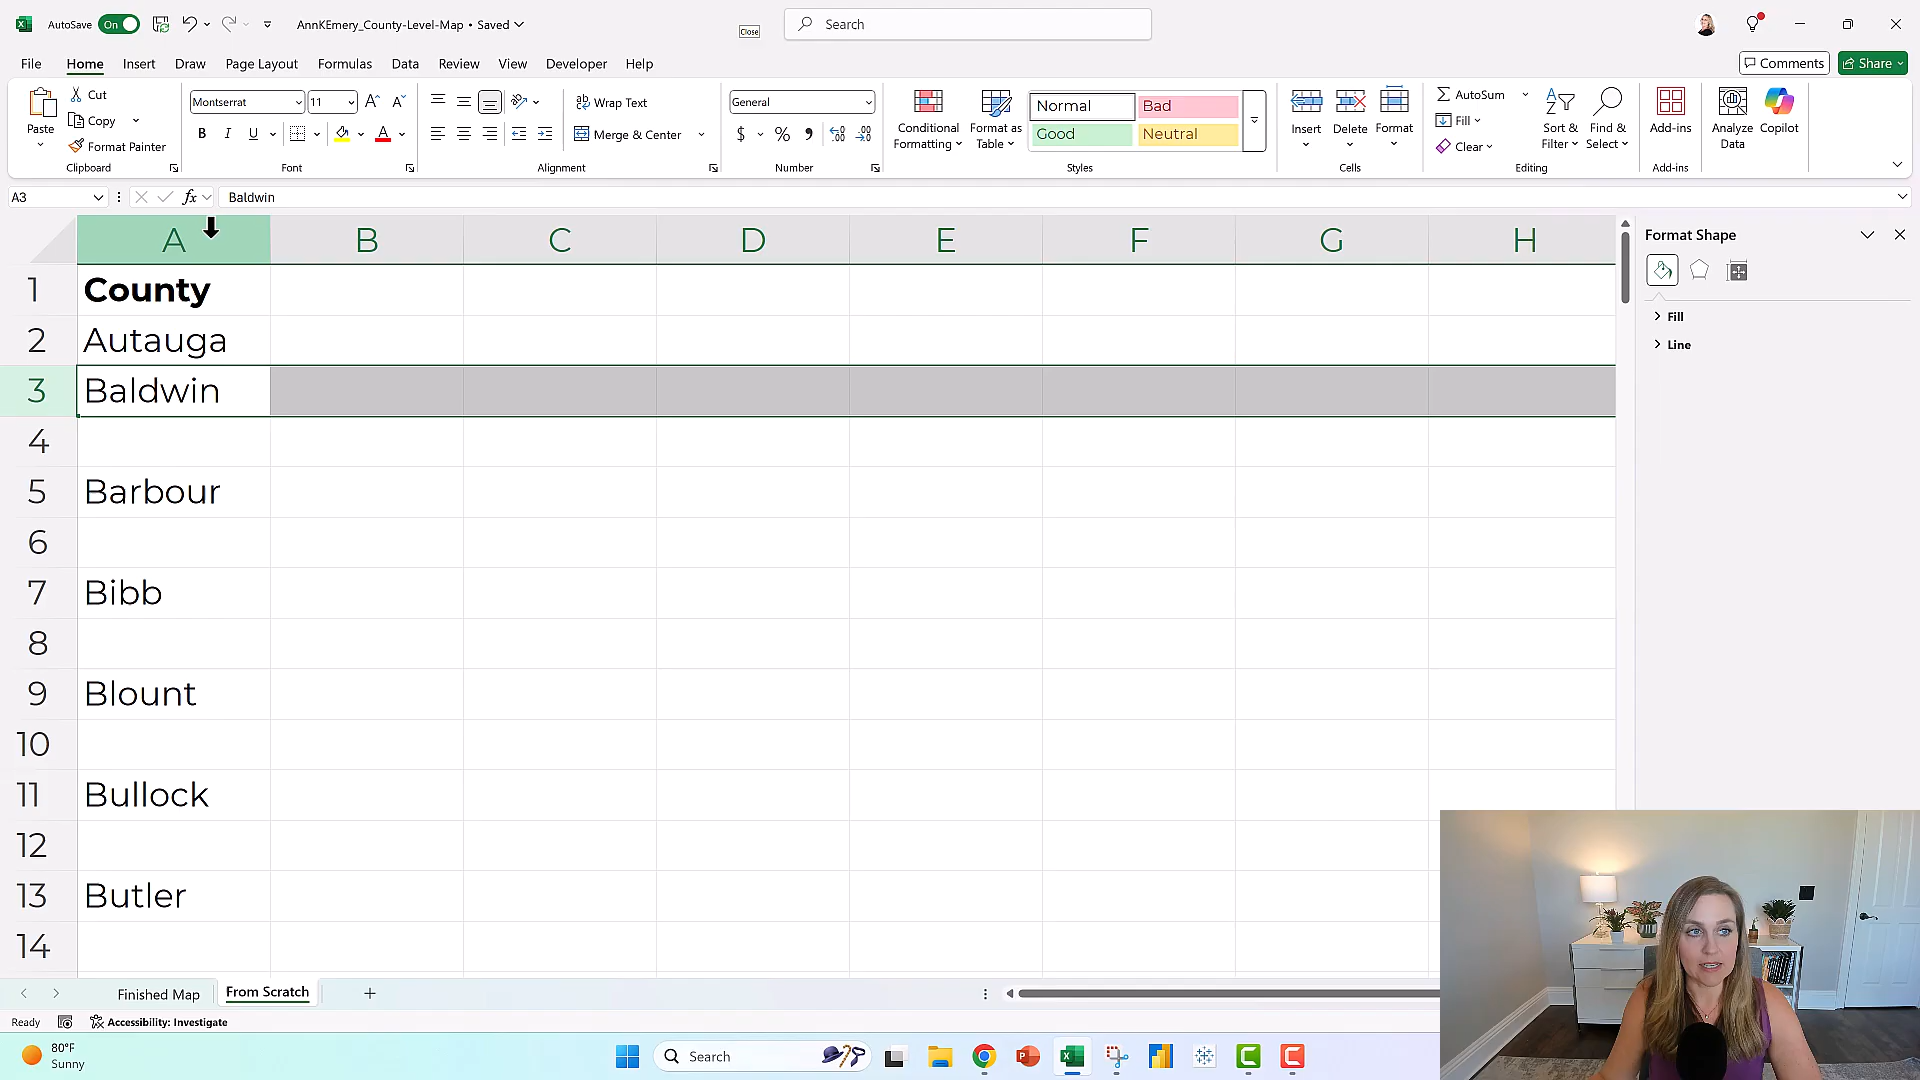 AutoSave On AnnKEmery_County-Level-Map • Saved Close Search
File Home Insert Draw Page Layout Formulas Data Review View Developer Help Comments Share
Paste Cut Copy Format Painter Clipboard
Montserrat 11 B I U A Font
Wrap Text Merge & Center Alignment
General $ % Number
Conditional Formatting Format as Table Normal Bad Good Neutral Styles
Insert Delete Format Cells
AutoSum Fill Clear Sort & Filter Find & Select Editing
Add-ins Add-ins
Analyze Data Copilot
A3 fx Baldwin
A B C D E F G H
1 County
2 Autauga
3 Baldwin
4
5 Barbour
6
7 Bibb
8
9 Blount
10
11 Bullock
12
13 Butler
14
Format Shape
Fill
Line
Finished Map From Scratch
Ready Accessibility: Investigate
80°F
Sunny
Search